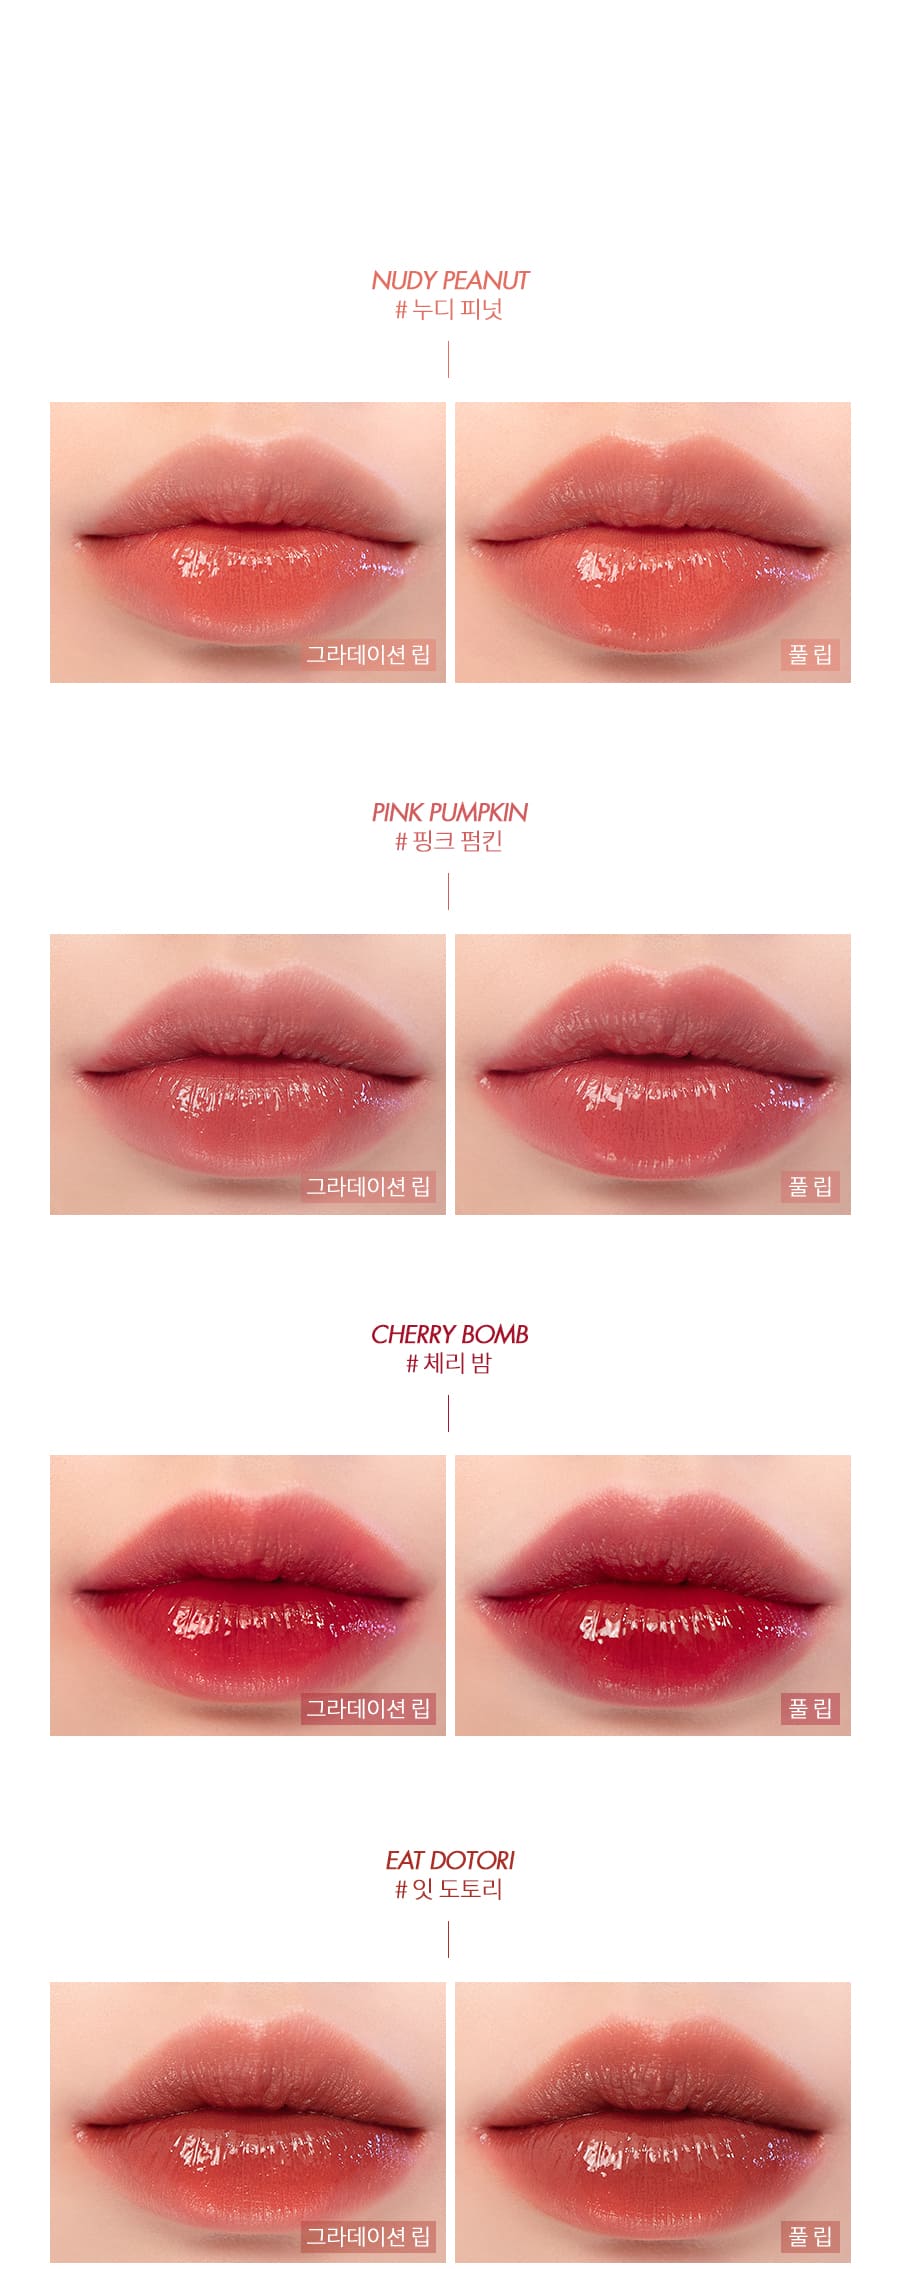 NUDY PEANUT
# 누디 피넛
그라데이션 립
풀 립
PINK PUMPKIN
# 핑크 펌킨
그라데이션 립
풀 립
CHERRY BOMB
# 체리 밤
그라데이션 립
풀 립
EAT DOTORI
# 잇 도토리
그라데이션 립
풀 립